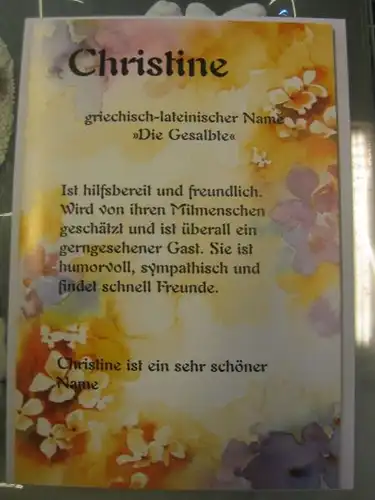 Christine
griechisch-lateinischer Name
»Die Gesalbte«
Ist hilfsbereit und freundlich.
Wird von ihren Mitmenschen
geschätzt und ist überall ein
gerngesehener Gast. Sie ist
humorvoll, sympathisch und
findet schnell Freunde.
Christine ist ein sehr schöner
Name